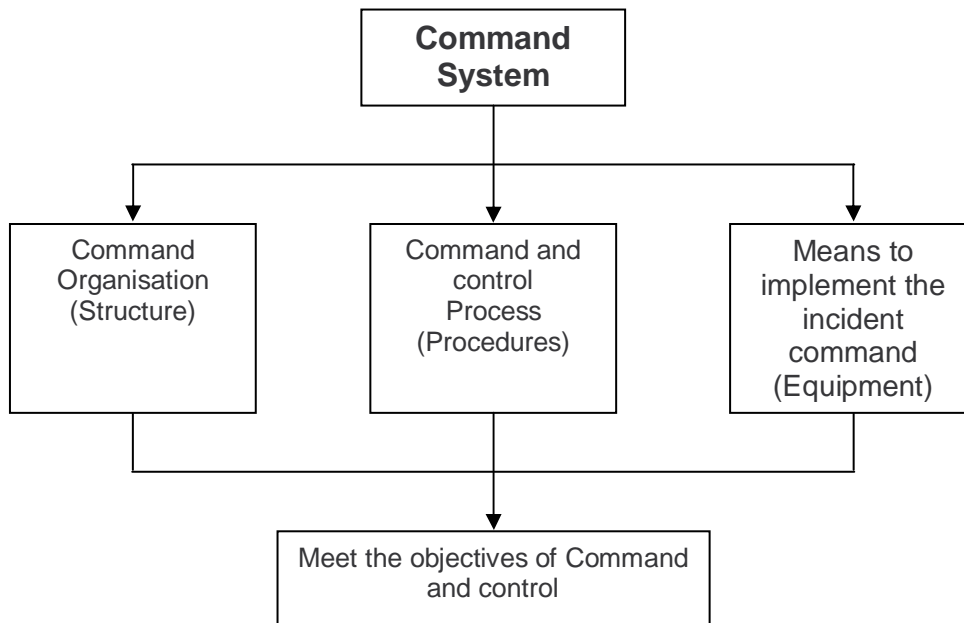 Command
System
Command
Organisation
(Structure)
Command and
control
Process
(Procedures)
Means to
implement the
incident
command
(Equipment)
Meet the objectives of Command
and control